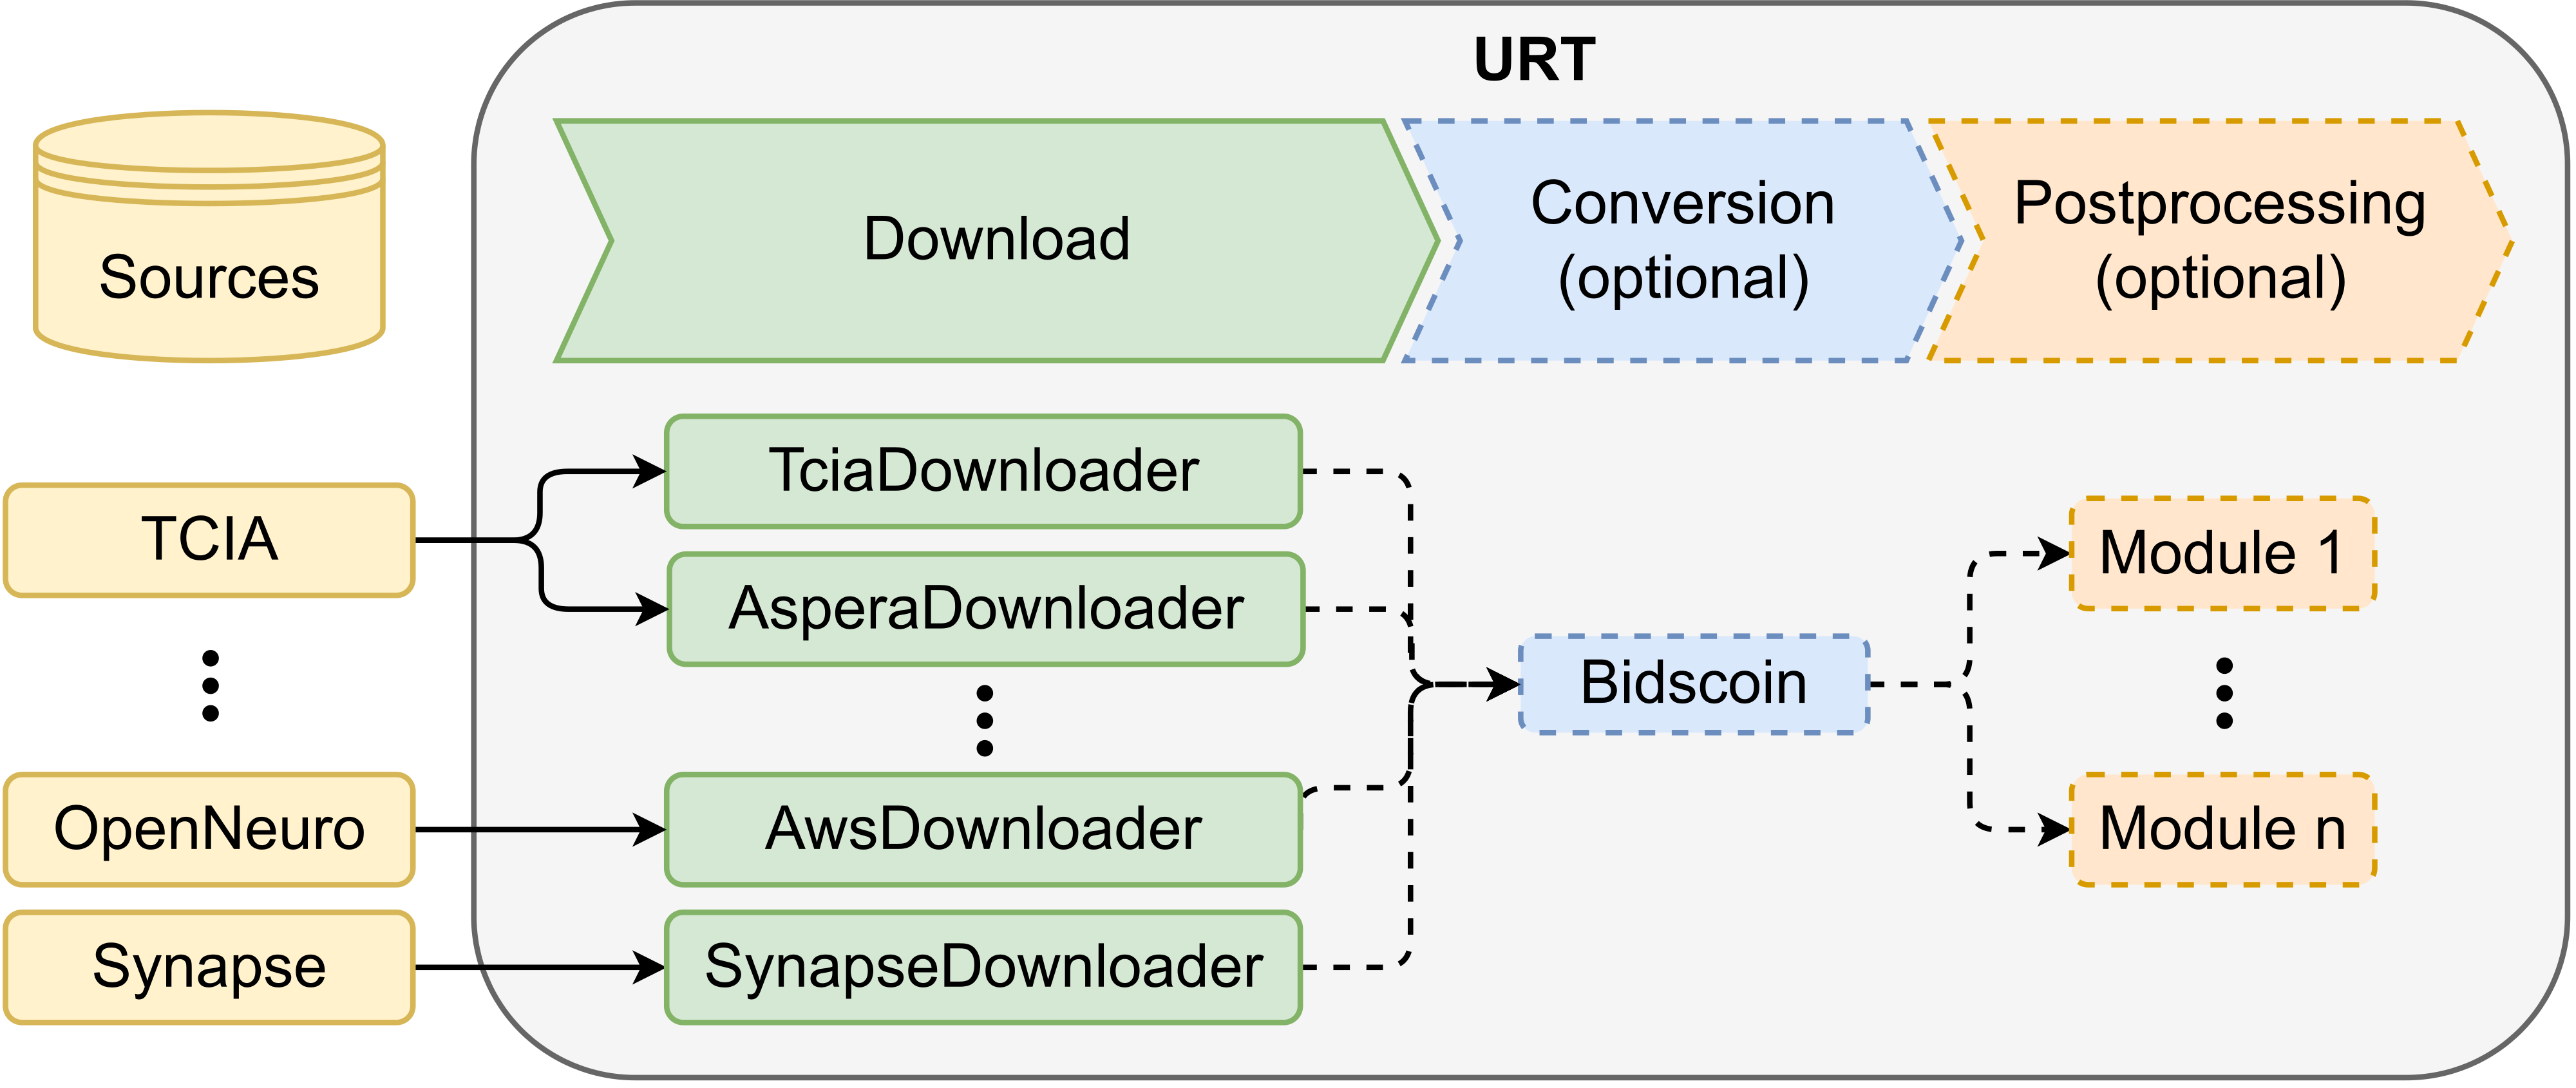 URT
Sources
Download
Conversion
(optional)
Postprocessing
(optional)
TCIA
OpenNeuro
Synapse
TciaDownloader
AsperaDownloader
AwsDownloader
SynapseDownloader
Bidscoin
Module 1
Module n